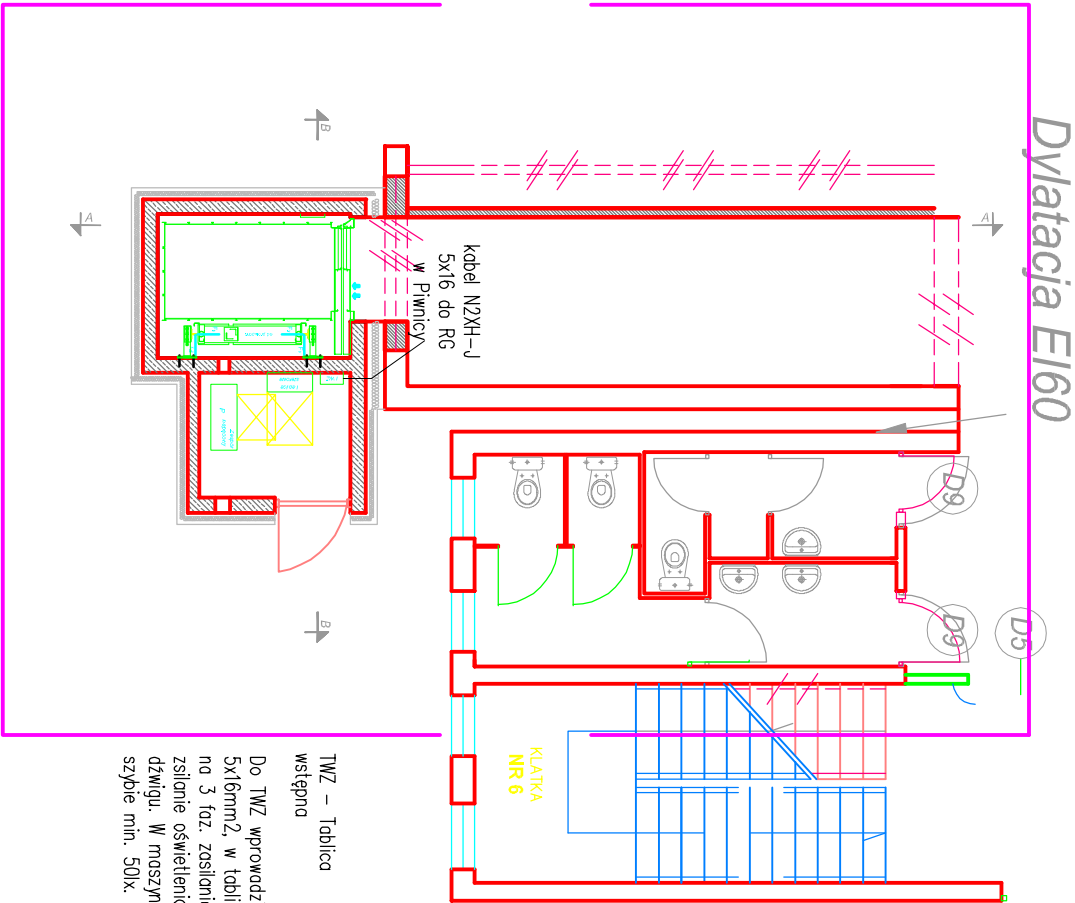 Dylatacja EI60
B
A
A
kabel N2XH-J
5x16 do RG
w Piwnicy
D9
D9
D5
B
KLATKA
NR 6
TWZ – Tablica
wstępna
Do TWZ wprowadz
5x16mm2, w tabli
na 3 faz. zasilani
zsilanie oświetleni
dźwigu. W maszyn
szybie min. 50lx.